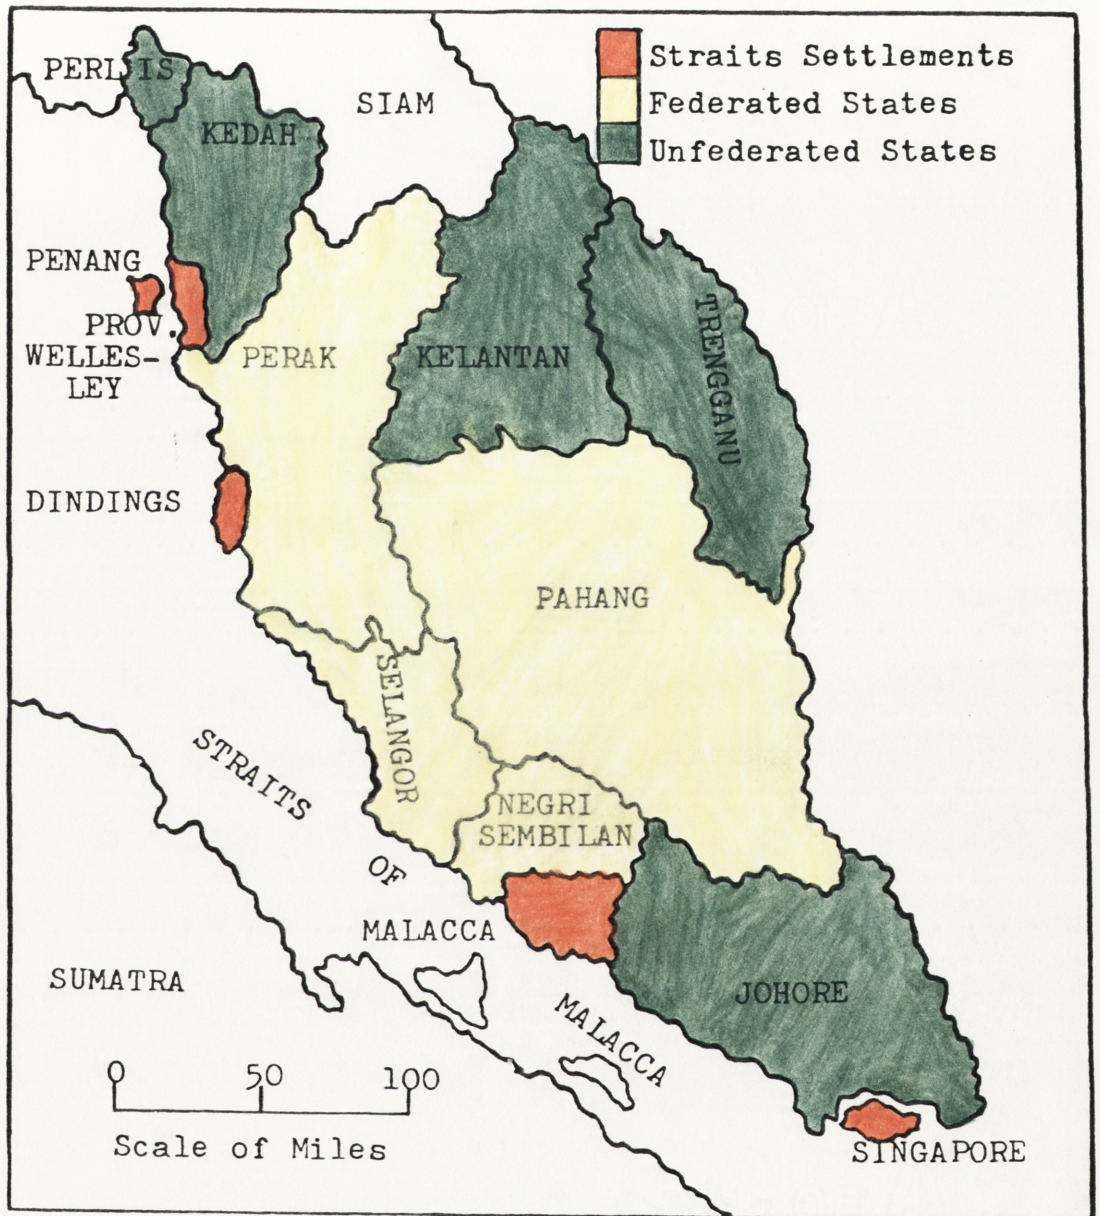 Straits Settlements
Federated States
Unfederated States
PERLIS
SIAM
KEDAH
PENANG
PROV.
WELLES-
LEY
PERAK
KELANTAN
TRENGGANU
DINDINGS
PAHANG
SELANGOR
STRAITS
OF
MALACCA
NEGRI
SEMBILAN
MALACCA
SUMATRA
JOHORE
0 50 100
Scale of Miles
SINGAPORE